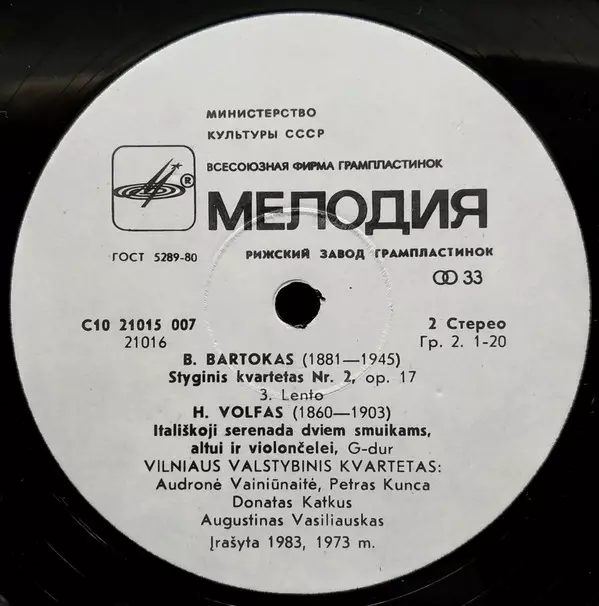 МИНИСТЕРСТВО
КУЛЬТУРЫ СССР
ВСЕСОЮЗНАЯ ФИРМА ГРАМПЛАСТИНОК
®
МЕЛОДИЯ
ГОСТ 5289-80
РИЖСКИЙ ЗАВОД ГРАМПЛАСТИНОК
33
С10 21015 007
21016
2 Стерео
Гр. 2. 1-20
B. BARTOKAS (1881—1945)
Styginis kvartetas Nr. 2, op. 17
3. Lento
H. VOLFAS (1860—1903)
Itališkoji serenada dviem smuikams,
altui ir violončelei, G-dur
VILNIAUS VALSTYBINIS KVARTETAS:
Audronė Vainiūnaitė, Petras Kunca
Donatas Katkus
Augustinas Vasiliauskas
Įrašyta 1983, 1973 m.